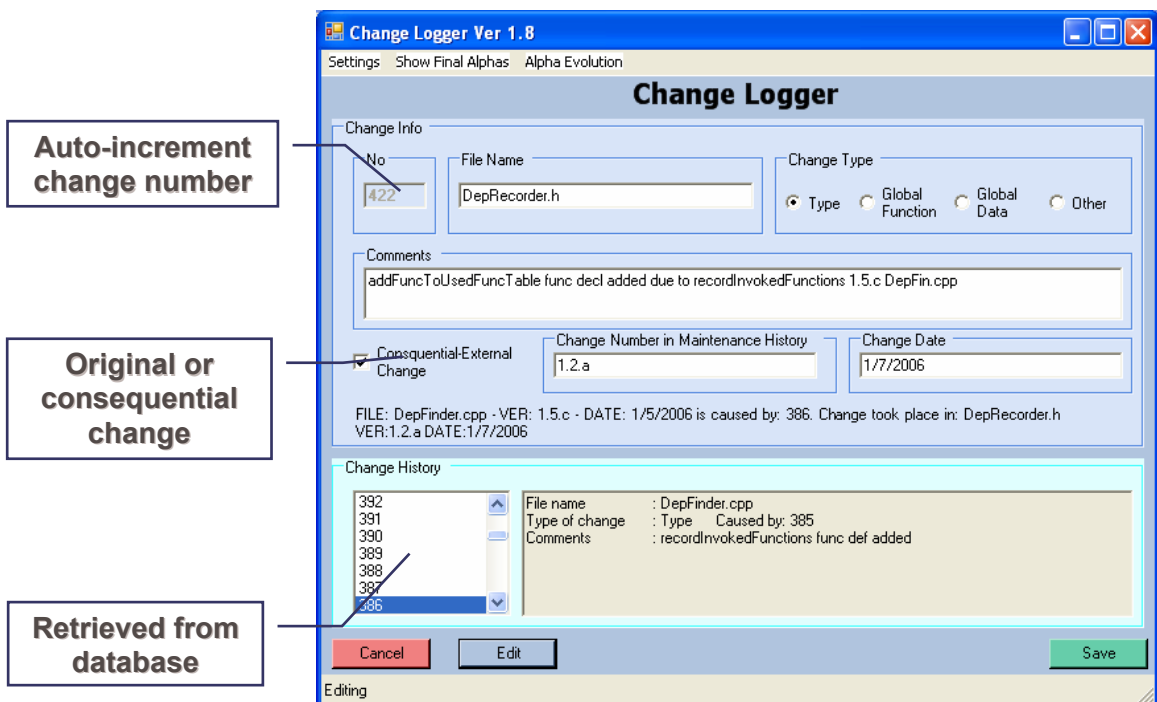 Change Logger Ver 1.8
Settings Show Final Alphas Alpha Evolution
Change Logger
Auto-increment
change number
Change Info
No
422
File Name
DepRecorder.h
Change Type
Type
Global
Function
Global
Data
Other
Comments
addFuncToUsedFuncTable func decl added due to recordInvokedFunctions 1.5.c DepFin.cpp
Original or
consequential
change
Consquential-External
Change
Change Number in Maintenance History
1.2.a
Change Date
1/7/2006
FILE: DepFinder.cpp - VER: 1.5.c - DATE: 1/5/2006 is caused by: 386. Change took place in: DepRecorder.h
VER:1.2.a DATE:1/7/2006
Change History
392
391
390
389
388
387
386
File name : DepFinder.cpp
Type of change : Type Caused by: 385
Comments : recordInvokedFunctions func def added
Retrieved from
database
Cancel
Edit
Save
Editing